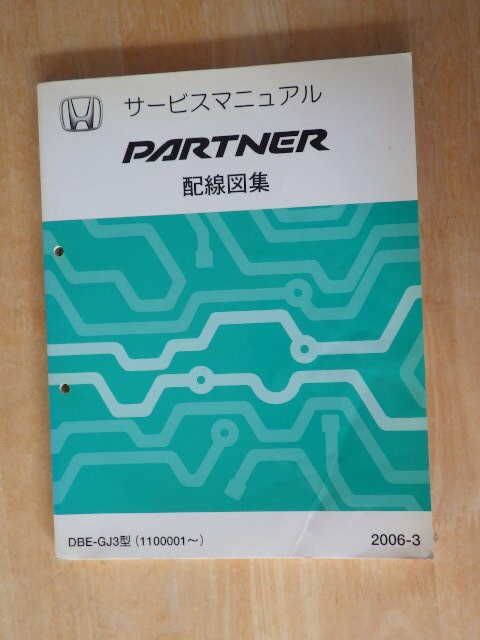 サービスマニュアル
PARTNER
配線図集
DBE-GJ3型 (1100001〜)
2006-3